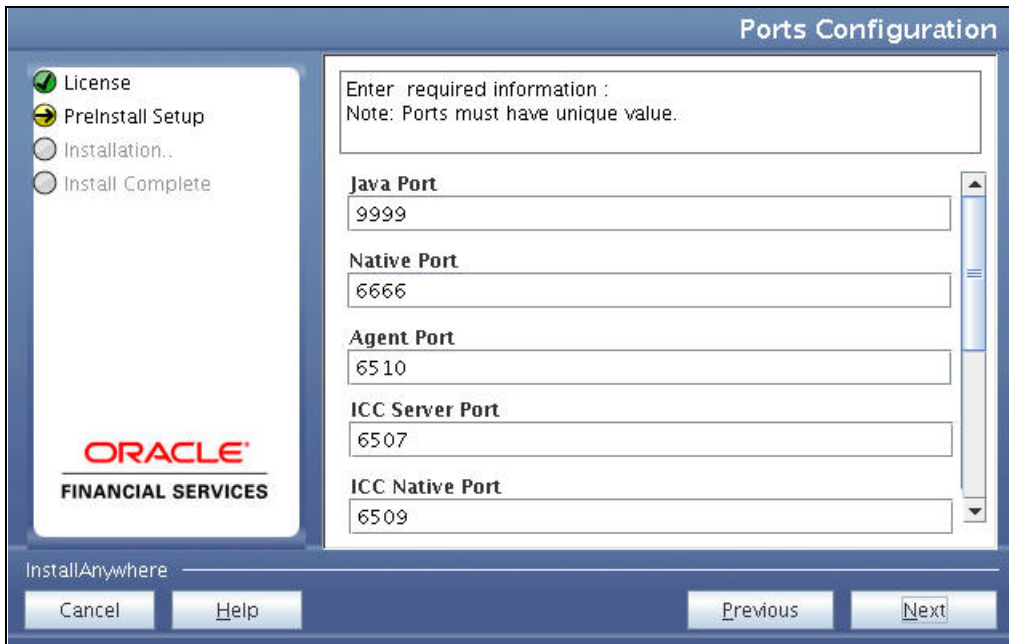 Ports Configuration
License
PreInstall Setup
Installation..
Install Complete
ORACLE
FINANCIAL SERVICES
Enter required information :
Note: Ports must have unique value.
Java Port
9999
Native Port
6666
Agent Port
6510
ICC Server Port
6507
ICC Native Port
6509
InstallAnywhere
Cancel
Help
Previous
Next